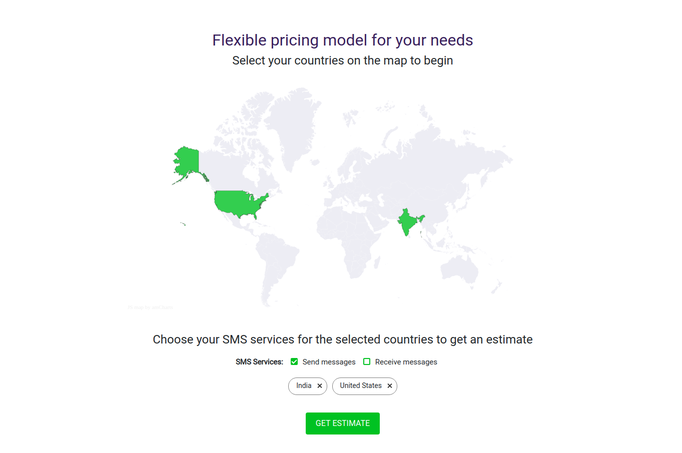 Flexible pricing model for your needs
Select your countries on the map to begin
Choose your SMS services for the selected countries to get an estimate
SMS Services: Send messages Receive messages
India × United States ×
GET ESTIMATE